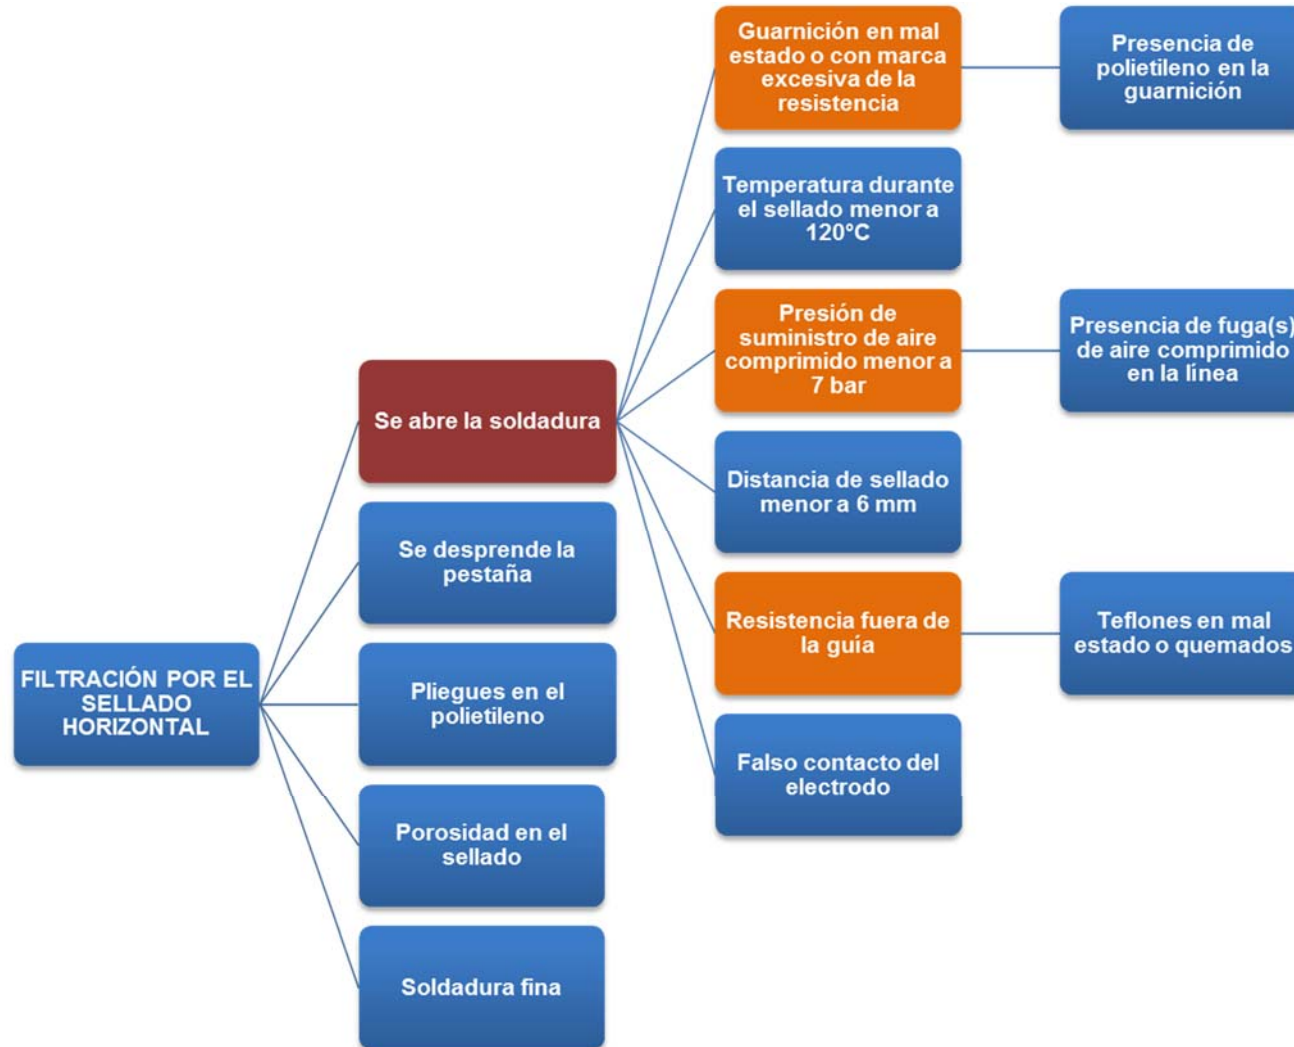 FILTRACIÓN POR EL
SELLADO
HORIZONTAL
Se abre la soldadura
Se desprende la
pestaña
Pliegues en el
polietileno
Porosidad en el
sellado
Soldadura fina
Guarnición en mal
estado o con marca
excesiva de la
resistencia
Temperatura durante
el sellado menor a
120°C
Presión de
suministro de aire
comprimido menor a
7 bar
Distancia de sellado
menor a 6 mm
Resistencia fuera de
la guía
Falso contacto del
electrodo
Presencia de
polietileno en la
guarnición
Presencia de fuga(s)
de aire comprimido
en la línea
Teflones en mal
estado o quemados